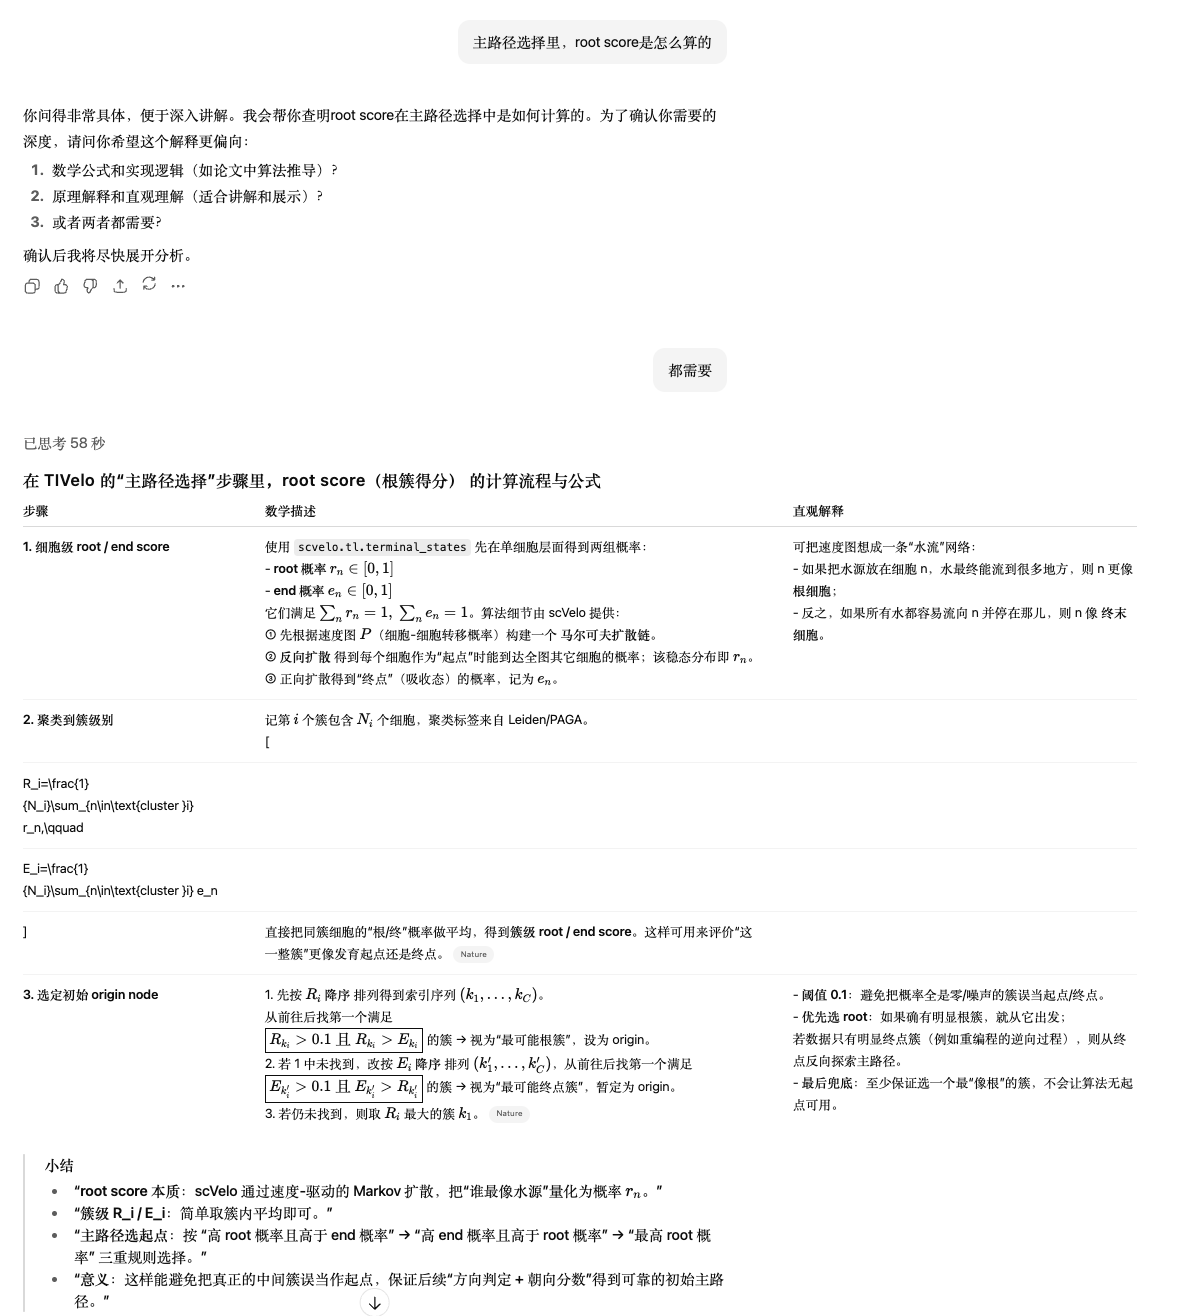 主路径选择里，root score是怎么算的
你问得非常具体，便于深入讲解。我会帮你查明root score在主路径选择中是如何计算的。为了确认你需要的
深度，请问你希望这个解释更偏向：
1. 数学公式和实现逻辑（如论文中算法推导）？
2. 原理解释和直观理解（适合讲解和展示）？
3. 或者两者都需要？
确认后我将尽快展开分析。
都需要
已思考 58 秒
在 TIVelo 的“主路径选择”步骤里，root score（根簇得分） 的计算流程与公式
步骤 数学描述 直观解释
1. 细胞级 root / end score
使用 scvelo.tl.terminal_states 先在单细胞层面得到两组概率：
- root 概率 rₙ ∈ [0, 1]
- end 概率 eₙ ∈ [0, 1]
它们满足 ∑ₙ rₙ = 1, ∑ₙ eₙ = 1。算法细节由 scVelo 提供：
① 先根据速度图 P（细胞-细胞转移概率）构建一个 马尔可夫扩散链。
② 反向扩散 得到每个细胞作为“起点”时能到达全图其它细胞的概率；该稳态分布即 rₙ。
③ 正向扩散得到“终点”（吸收态）的概率，记为 eₙ。
可把速度图想成一条“水流”网络：
- 如果把水源放在细胞 n，水最终能流到很多地方，则 n 更像
根细胞；
- 反之，如果所有水都容易流向 n 并停在那儿，则 n 像 终末
细胞。
2. 聚类到簇级别
记第 i 个簇包含 Nᵢ 个细胞，聚类标签来自 Leiden/PAGA。
[
R_i=\frac{1}
{N_i}\sum_{n\in\text{cluster }i}
r_n,\qquad
E_i=\frac{1}
{N_i}\sum_{n\in\text{cluster }i} e_n
]
直接把同簇细胞的“根/终”概率做平均，得到簇级 root / end score。这样可用来评价“这
一整簇”更像发育起点还是终点。 Nature
3. 选定初始 origin node
1. 先按 Rᵢ 降序 排列得到索引序列 (k₁, . . . , k_C)。
从前往后找第一个满足
R_{k_i} > 0.1 且 R_{k_i} > E_{k_i} 的簇 → 视为“最可能根簇”，设为 origin。
2. 若 1 中未找到，改按 Eᵢ 降序 排列 (k′₁, . . . , k′_C)，从前往后找第一个满足
E_{k′_i} > 0.1 且 E_{k′_i} > R_{k′_i} 的簇 → 视为“最可能终点簇”，暂定为 origin。
3. 若仍未找到，则取 Rᵢ 最大的簇 k₁。 Nature
- 阈值 0.1：避免把概率全是零/噪声的簇误当起点/终点。
- 优先选 root：如果确有明显根簇，就从它出发；
若数据只有明显终点簇（例如重编程的逆向过程），则从终
点反向探索主路径。
- 最后兜底：至少保证选一个最“像根”的簇，不会让算法无起
点可用。
小结
• “root score 本质：scVelo 通过速度-驱动的 Markov 扩散，把“谁最像水源”量化为概率 rₙ。”
• “簇级 R_i / E_i：简单取簇内平均即可。”
• “主路径选起点：按 “高 root 概率且高于 end 概率” → “高 end 概率且高于 root 概率” → “最高 root 概
率” 三重规则选择。”
• “意义：这样能避免把真正的中间簇误当作起点，保证后续“方向判定 + 朝向分数”得到可靠的初始主路
径。”